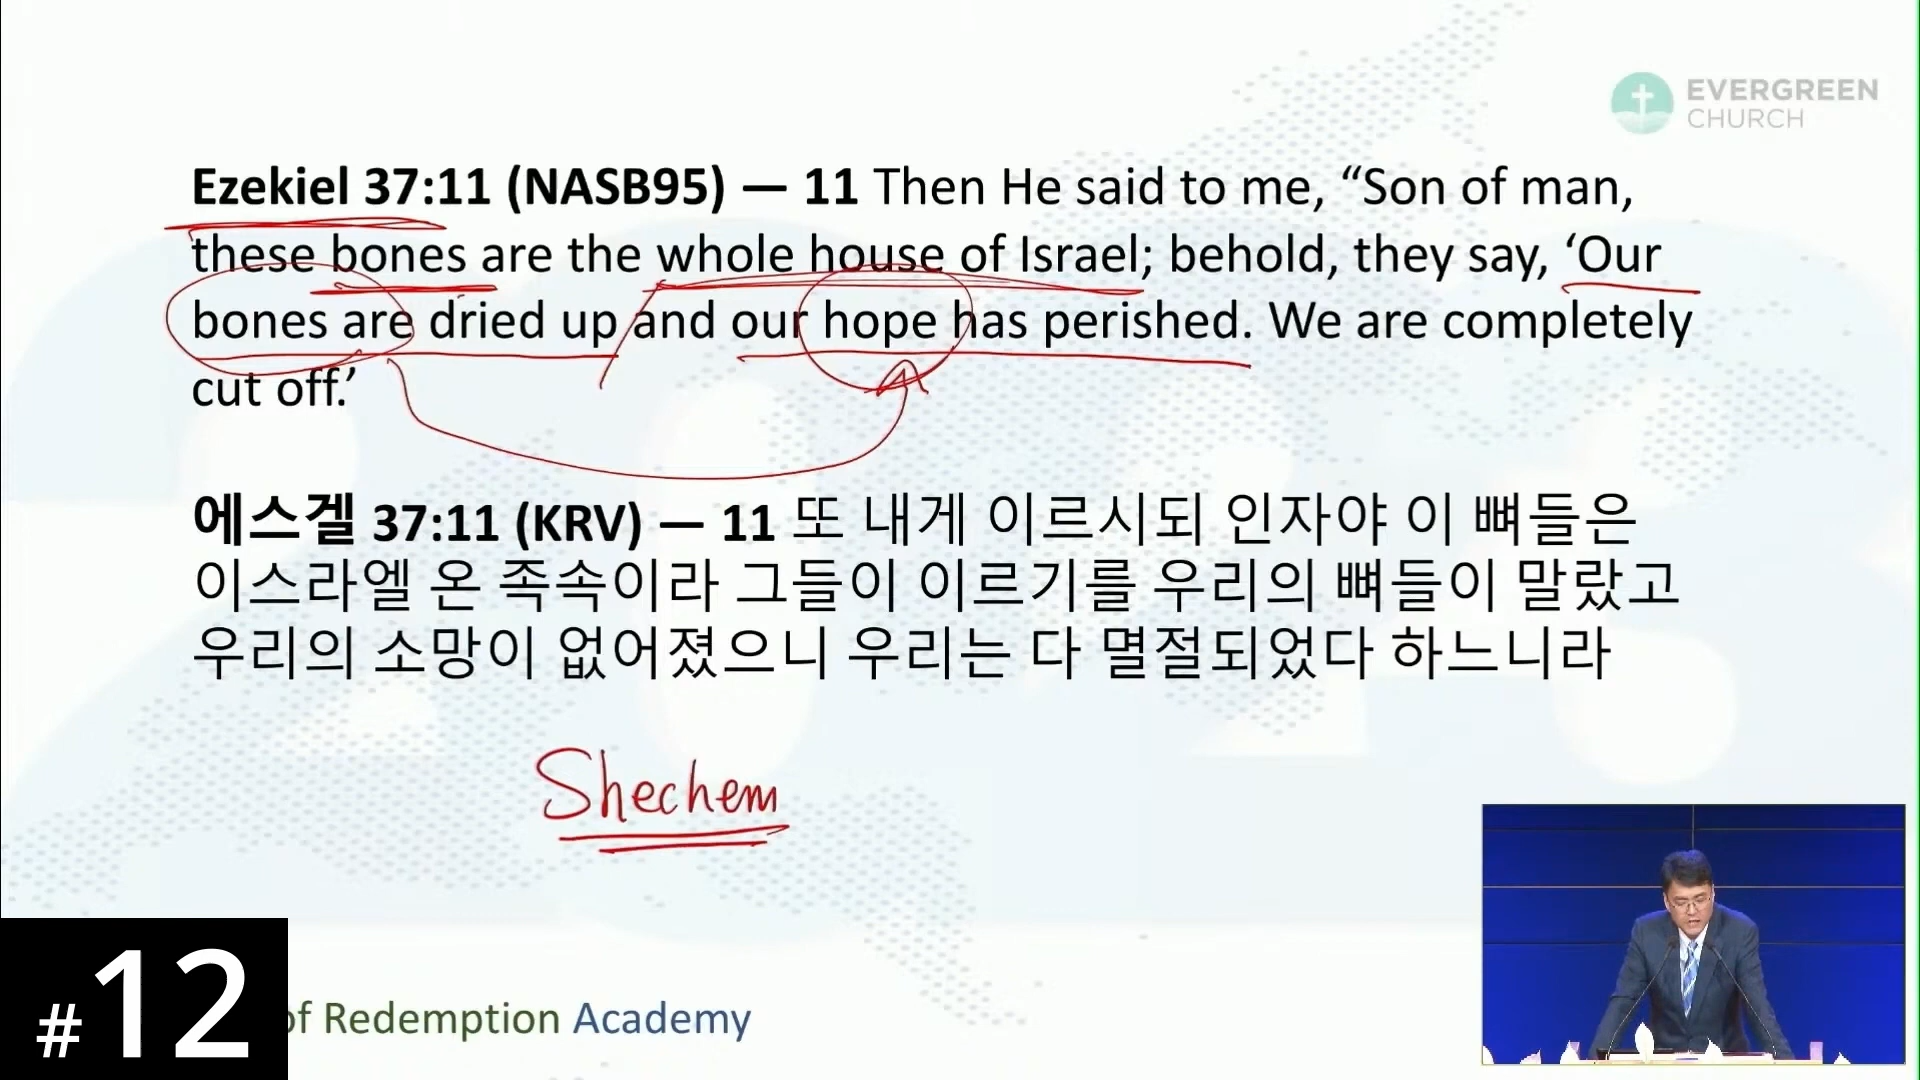 EVERGREEN
CHURCH
Ezekiel 37:11 (NASB95) — 11 Then He said to me, “Son of man,
these bones are the whole house of Israel; behold, they say, ‘Our
bones are dried up and our hope has perished. We are completely
cut off.’
에스겔 37:11 (KRV) — 11 또 내게 이르시되 인자야 이 뼈들은
이스라엘 온 족속이라 그들이 이르기를 우리의 뼈들이 말랐고
우리의 소망이 없어졌으니 우리는 다 멸절되었다 하느니라
Shechem
#12
of Redemption Academy